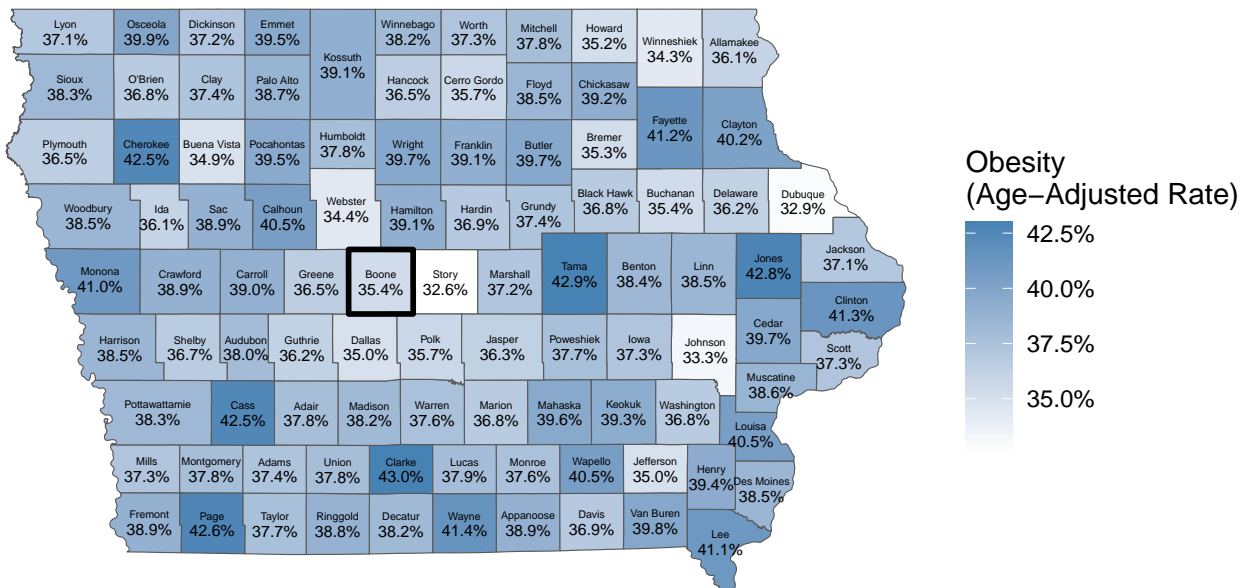 Lyon
37.1%
Osceola
39.9%
Dickinson
37.2%
Emmet
39.5%
Kossuth
39.1%
Winnebago
38.2%
Worth
37.3%
Mitchell
37.8%
Howard
35.2%
Winneshiek
34.3%
Allamakee
36.1%
Sioux
38.3%
O'Brien
36.8%
Clay
37.4%
Palo Alto
38.7%
Hancock
36.5%
Cerro Gordo
35.7%
Floyd
38.5%
Chickasaw
39.2%
Fayette
41.2%
Clayton
40.2%
Plymouth
36.5%
Cherokee
42.5%
Buena Vista
34.9%
Pocahontas
39.5%
Humboldt
37.8%
Wright
39.7%
Franklin
39.1%
Butler
39.7%
Bremer
35.3%
Woodbury
38.5%
Ida
36.1%
Sac
38.9%
Calhoun
40.5%
Webster
34.4%
Hamilton
39.1%
Hardin
36.9%
Grundy
37.4%
Black Hawk
36.8%
Buchanan
35.4%
Delaware
36.2%
Dubuque
32.9%
Monona
41.0%
Crawford
38.9%
Carroll
39.0%
Greene
36.5%
Boone
35.4%
Story
32.6%
Marshall
37.2%
Tama
42.9%
Benton
38.4%
Linn
38.5%
Jones
42.8%
Jackson
37.1%
Clinton
41.3%
Harrison
38.5%
Shelby
36.7%
Audubon
38.0%
Guthrie
36.2%
Dallas
35.0%
Polk
35.7%
Jasper
36.3%
Poweshiek
37.7%
Iowa
37.3%
Johnson
33.3%
Cedar
39.7%
Scott
37.3%
Muscatine
38.6%
Pottawattamie
38.3%
Cass
42.5%
Adair
37.8%
Madison
38.2%
Warren
37.6%
Marion
36.8%
Mahaska
39.6%
Keokuk
39.3%
Washington
36.8%
Louisa
40.5%
Mills
37.3%
Montgomery
37.8%
Adams
37.4%
Union
37.8%
Clarke
43.0%
Lucas
37.9%
Monroe
37.6%
Wapello
40.5%
Jefferson
35.0%
Henry
39.4%
Des Moines
38.5%
Fremont
38.9%
Page
42.6%
Taylor
37.7%
Ringgold
38.8%
Decatur
38.2%
Wayne
41.4%
Appanoose
38.9%
Davis
36.9%
Van Buren
39.8%
Lee
41.1%
Obesity
(Age−Adjusted Rate)
42.5%
40.0%
37.5%
35.0%